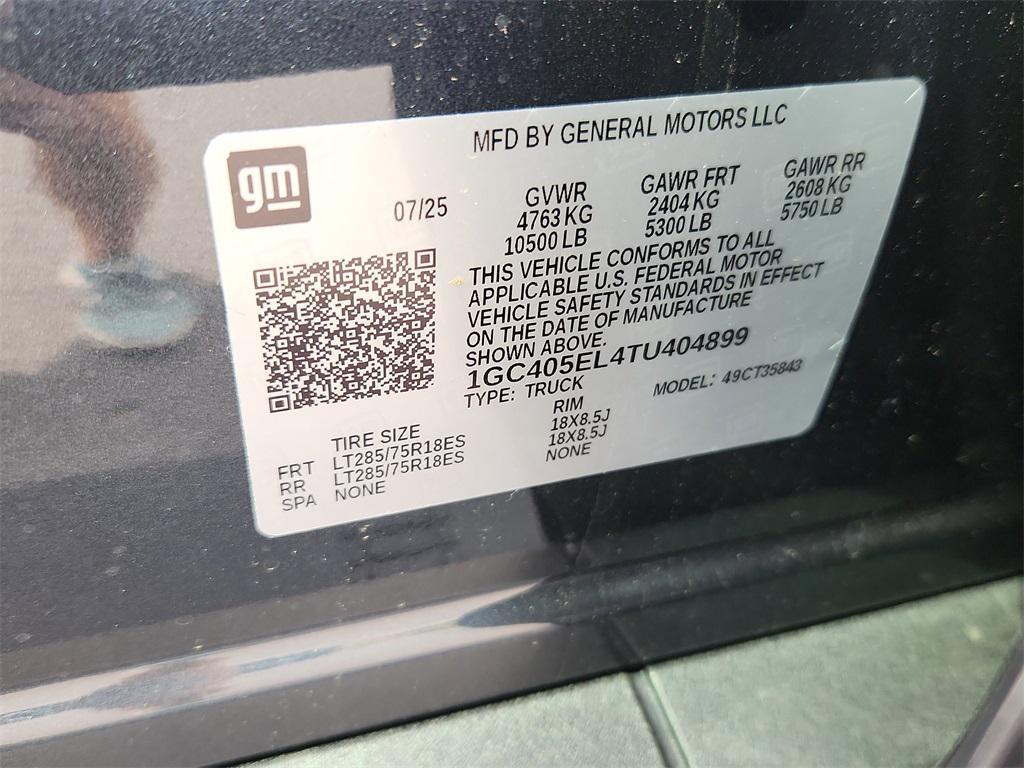 MFD BY GENERAL MOTORS LLC
gm
07/25
GVWR GAWR FRT GAWR RR
4763 KG 2404 KG 2608 KG
10500 LB 5300 LB 5750 LB
THIS VEHICLE CONFORMS TO ALL
APPLICABLE U.S. FEDERAL MOTOR
VEHICLE SAFETY STANDARDS IN EFFECT
ON THE DATE OF MANUFACTURE
SHOWN ABOVE.
1GC405EL4TU404899
TYPE: TRUCK MODEL: 49CT35843
TIRE SIZE RIM
FRT LT285/75R18ES 18X8.5J
RR LT285/75R18ES 18X8.5J
SPA NONE NONE